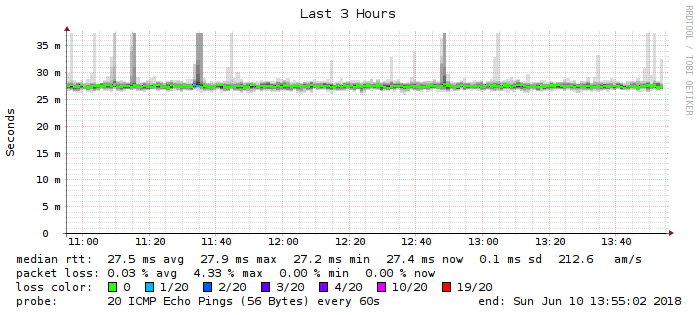 Last 3 Hours
RRDTOOL / TOBI OETIKER
Seconds
35 m
30 m
25 m
20 m
15 m
10 m
5 m
0
11:00 11:20 11:40 12:00 12:20 12:40 13:00 13:20 13:40
median rtt: 27.5 ms avg 27.9 ms max 27.2 ms min 27.4 ms now 0.1 ms sd 212.6 am/s
packet loss: 0.03 % avg 4.33 % max 0.00 % min 0.00 % now
loss color: 0 1/20 2/20 3/20 4/20 10/20 19/20
probe: 20 ICMP Echo Pings (56 Bytes) every 60s end: Sun Jun 10 13:55:02 2018